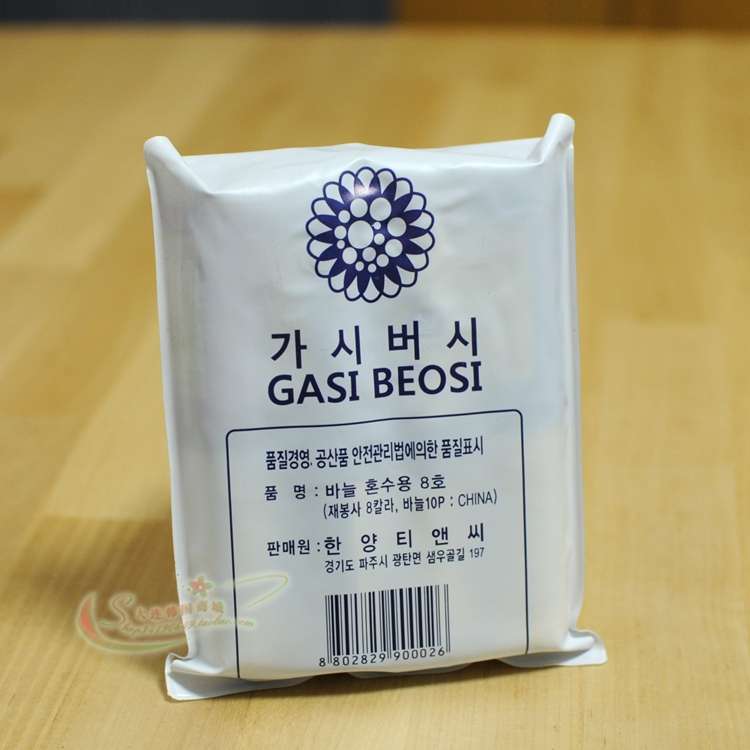 가시버시
GASI BEOSI
품질경영, 공산품 안전관리법에의한 품질표시
품 명 : 바늘 혼수용 8호
(재봉사 8칼라, 바늘10P : CHINA)
판매원 : 한 양 티 앤 씨
경기도 파주시 광탄면 샘우골길 197
8 802829 900026